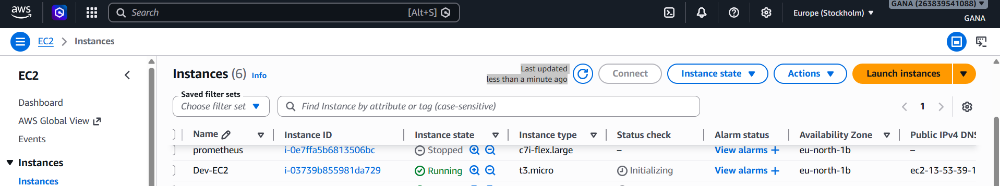 aws
Search
[Alt+S]
Europe (Stockholm)
GANA (263839541088)
GANA
EC2
Instances
EC2
Dashboard
AWS Global View
Events
Instances
Instances
Instances (6) Info
Last updated
less than a minute ago
Connect
Instance state
Actions
Launch instances
Saved filter sets
Choose filter set
Find Instance by attribute or tag (case-sensitive)
1
Name Instance ID Instance state Instance type Status check Alarm status Availability Zone Public IPv4 DNS
prometheus i-0e7ffa5b6813506bc Stopped c7i-flex.large – View alarms + eu-north-1b –
Dev-EC2 i-03739b855981da729 Running t3.micro Initializing View alarms + eu-north-1b ec2-13-53-39-1